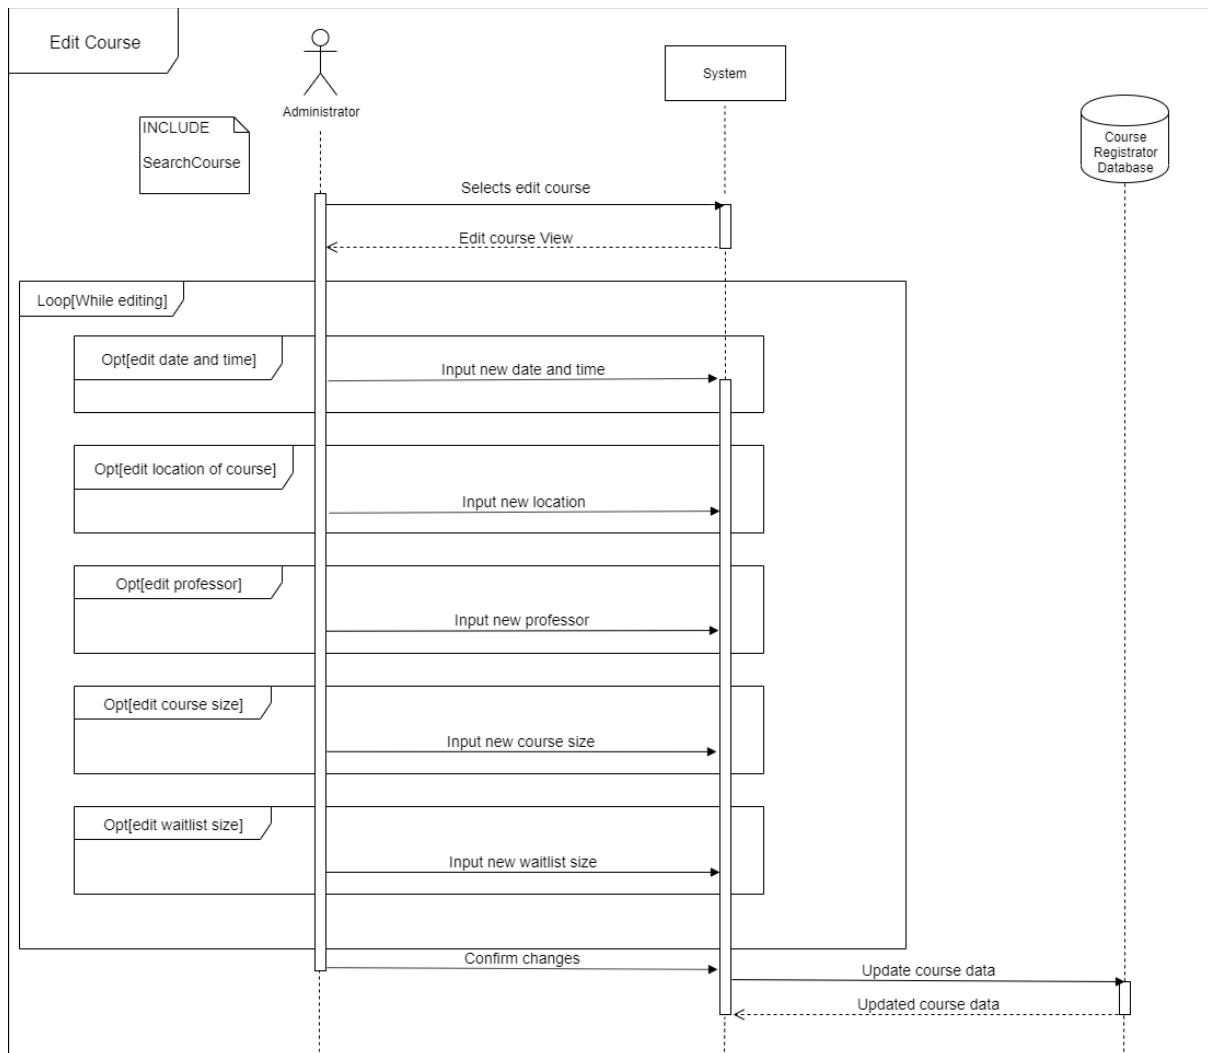 Edit Course
Administrator
System
Course
Registrator
Database
INCLUDE
SearchCourse
Selects edit course
Edit course View
Loop[While editing]
Opt[edit date and time]
Input new date and time
Opt[edit location of course]
Input new location
Opt[edit professor]
Input new professor
Opt[edit course size]
Input new course size
Opt[edit waitlist size]
Input new waitlist size
Confirm changes
Update course data
Updated course data